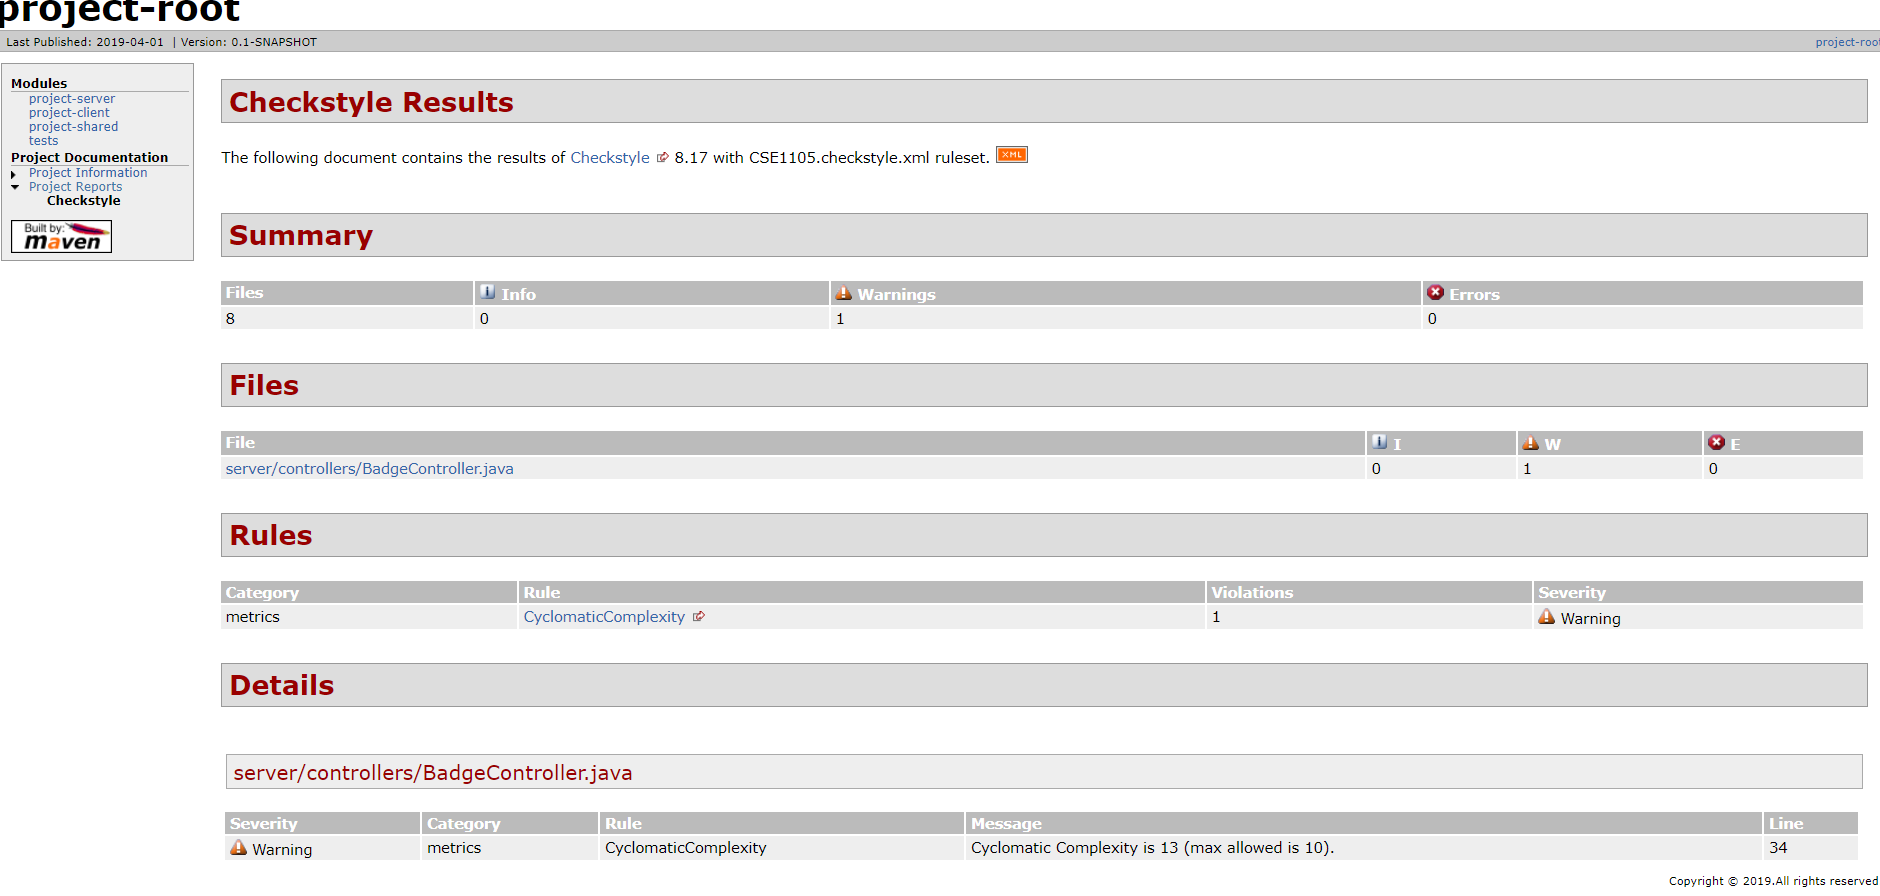 project-root
Last Published: 2019-04-01 | Version: 0.1-SNAPSHOT
project-root
Modules
project-server
project-client
project-shared
tests
Project Documentation
Project Information
Project Reports
Checkstyle
Built by:
maven
Checkstyle Results
The following document contains the results of Checkstyle 8.17 with CSE1105.checkstyle.xml ruleset. XML
Summary
Files Info Warnings Errors
8 0 1 0
Files
File I W E
server/controllers/BadgeController.java 0 1 0
Rules
Category Rule Violations Severity
metrics CyclomaticComplexity 1 Warning
Details
server/controllers/BadgeController.java
Severity Category Rule Message Line
Warning metrics CyclomaticComplexity Cyclomatic Complexity is 13 (max allowed is 10). 34
Copyright © 2019.All rights reserved